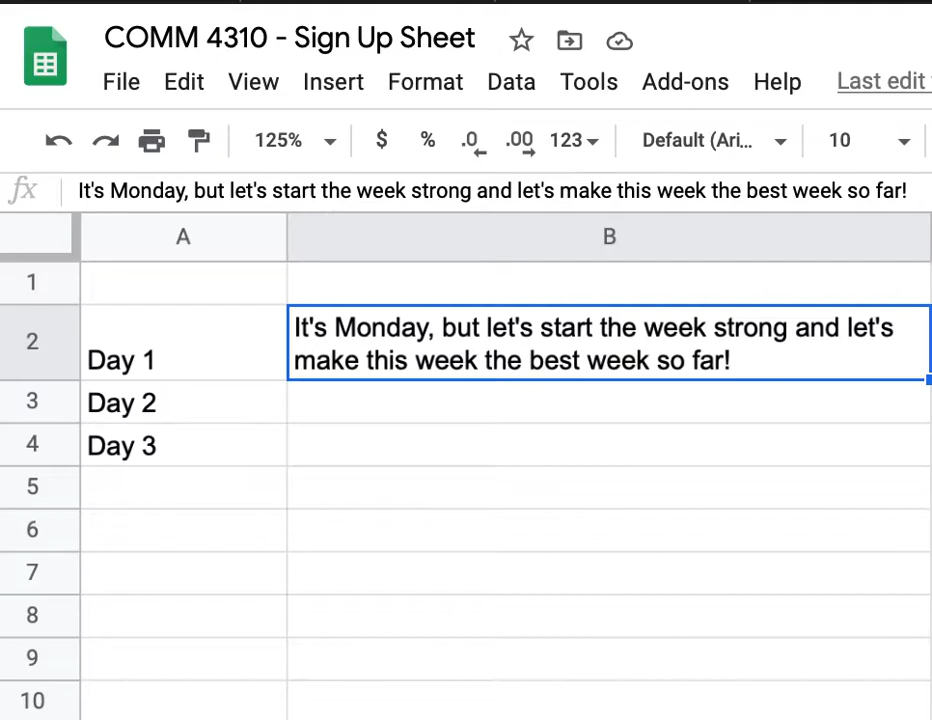 COMM 4310 - Sign Up Sheet
File Edit View Insert Format Data Tools Add-ons Help Last edit
125% $ % .0 .00 123 Default (Ari... 10
fx It's Monday, but let's start the week strong and let's make this week the best week so far!
A B
1
2 Day 1 It's Monday, but let's start the week strong and let's
make this week the best week so far!
3 Day 2
4 Day 3
5
6
7
8
9
10